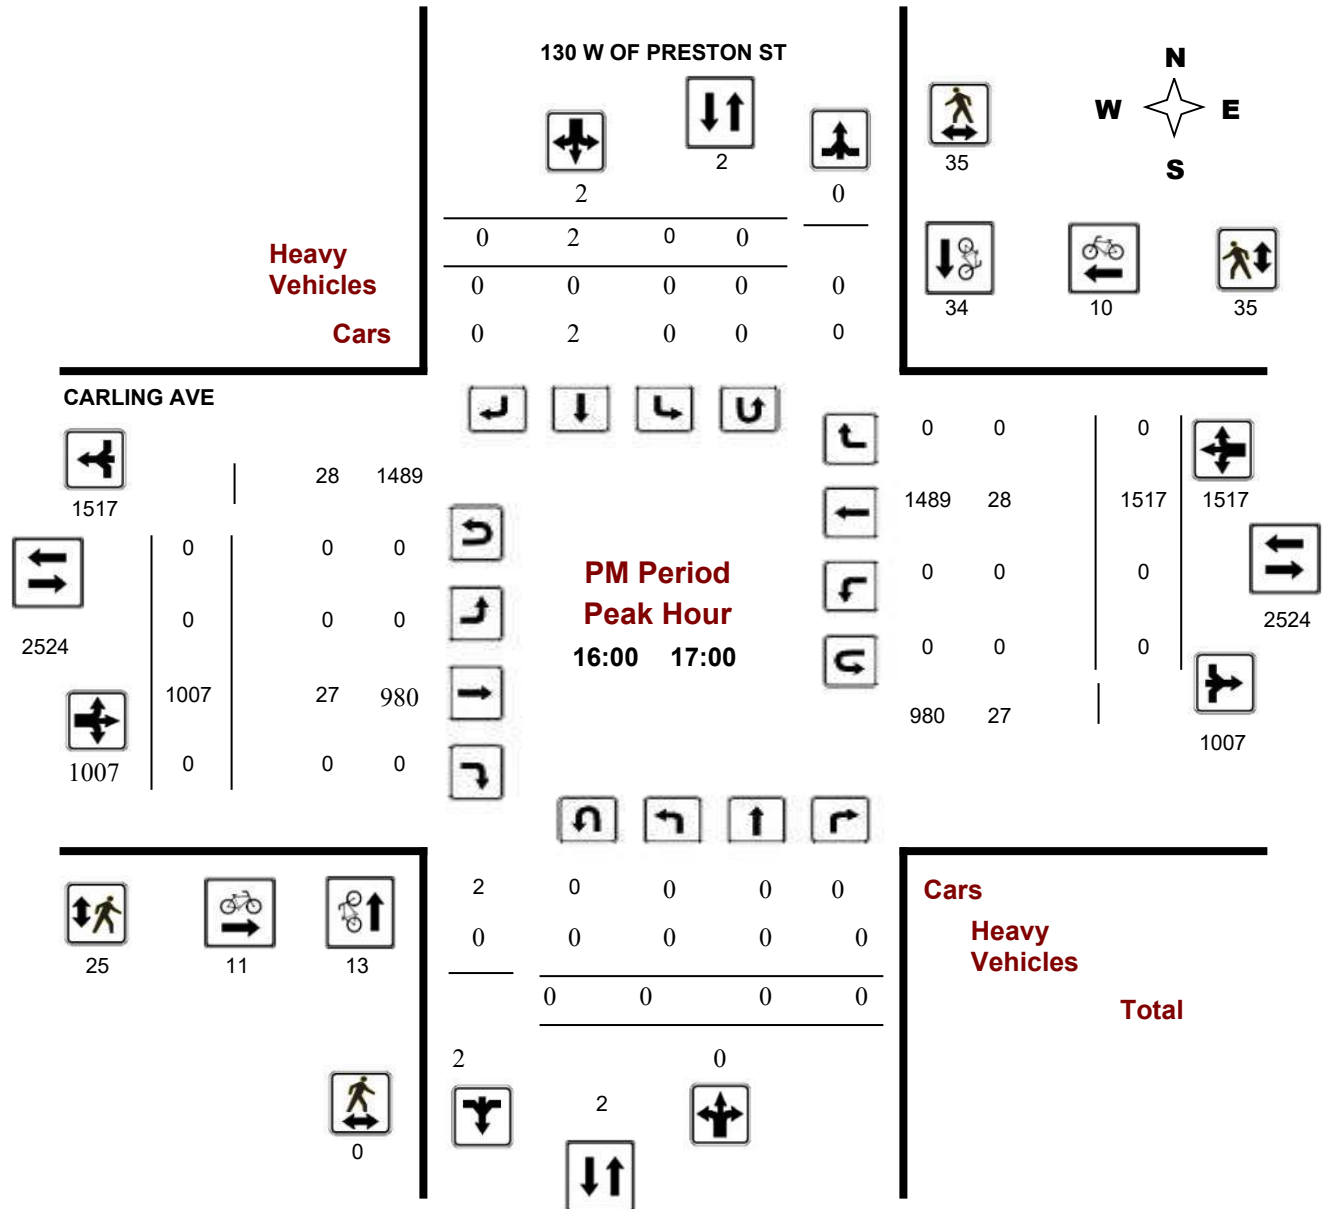 130 W OF PRESTON ST
N
W E
S
2
35
2 0
0 2 0 0
Heavy
Vehicles
0 0 0 0 0
34 10 35
Cars
0 2 0 0 0
CARLING AVE
0 0 0
28 1489
1517
1489 28 1517 1517
0 0 0
PM Period
Peak Hour
0 0 0
0 0 0
2524
2524
16:00 17:00
0 0 0
1007 27 980
980 27
1007
1007 0 0 0
2 0 0 0 0
Cars
0 0 0 0 0
Heavy
Vehicles
25 11 13
0 0 0 0
Total
2 0
2
0